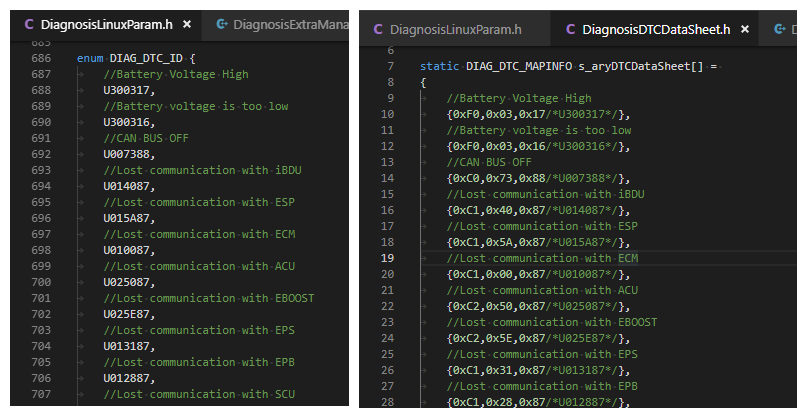 DiagnosisLinuxParam.h ×
DiagnosisExtraMana
685
686 enum DIAG_DTC_ID {
687 //Battery Voltage High
688 U300317,
689 //Battery voltage is too low
690 U300316,
691 //CAN BUS OFF
692 U007388,
693 //Lost communication with iBDU
694 U014087,
695 //Lost communication with ESP
696 U015A87,
697 //Lost communication with ECM
698 U010087,
699 //Lost communication with ACU
700 U025087,
701 //Lost communication with EBOOST
702 U025E87,
703 //Lost communication with EPS
704 U013187,
705 //Lost communication with EPB
706 U012887,
707 //Lost communication with SCU
C DiagnosisLinuxParam.h
C DiagnosisDTCDataSheet.h ×
D
6
7 static DIAG_DTC_MAPINFO s_aryDTCDataSheet[] =
8 {
9 //Battery Voltage High
10 {0xF0,0x03,0x17/*U300317*/},
11 //Battery voltage is too low
12 {0xF0,0x03,0x16/*U300316*/},
13 //CAN BUS OFF
14 {0xC0,0x73,0x88/*U007388*/},
15 //Lost communication with iBDU
16 {0xC1,0x40,0x87/*U014087*/},
17 //Lost communication with ESP
18 {0xC1,0x5A,0x87/*U015A87*/},
19 //Lost communication with ECM
20 {0xC1,0x00,0x87/*U010087*/},
21 //Lost communication with ACU
22 {0xC2,0x50,0x87/*U025087*/},
23 //Lost communication with EBOOST
24 {0xC2,0x5E,0x87/*U025E87*/},
25 //Lost communication with EPS
26 {0xC1,0x31,0x87/*U013187*/},
27 //Lost communication with EPB
28 {0xC1,0x28,0x87/*U012887*/},